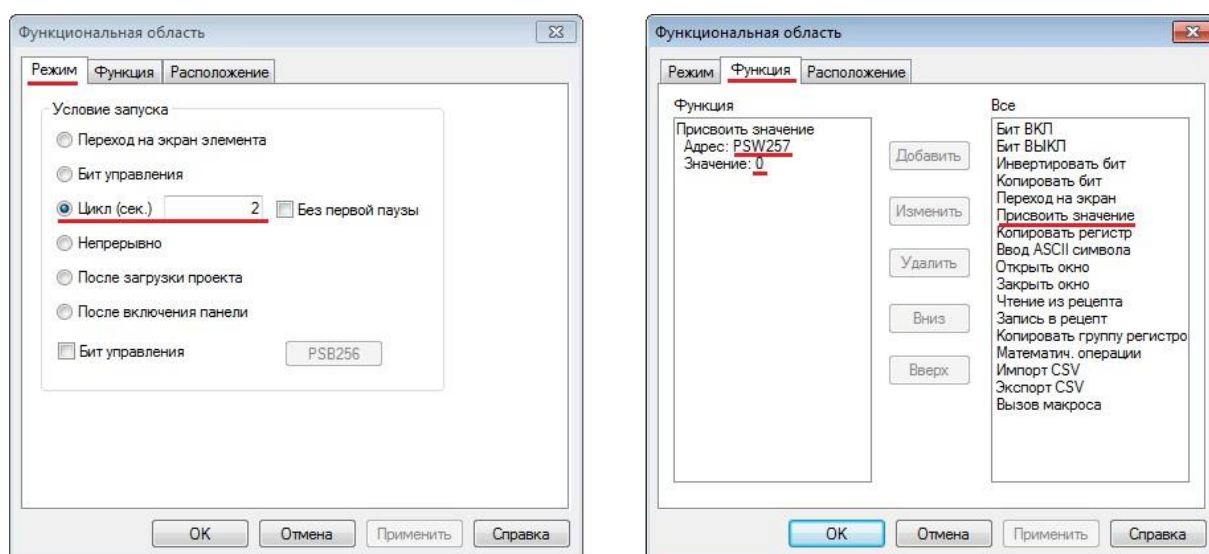 Функциональная область
Режим Функция Расположение
Условие запуска
Переход на экран элемента
Бит управления
Цикл (сек.) 2 Без первой паузы
Непрерывно
После загрузки проекта
После включения панели
Бит управления PSB256
OK Отмена Применить Справка
Функциональная область
Режим Функция Расположение
Функция
Присвоить значение
Адрес: PSW257
Значение: 0
Добавить
Изменить
Удалить
Вниз
Вверх
Все
Бит ВКЛ
Бит ВЫКЛ
Инвертировать бит
Копировать бит
Переход на экран
Присвоить значение
Копировать регистр
Ввод ASCII символа
Открыть окно
Закрыть окно
Чтение из рецепта
Запись в рецепт
Копировать группу регистро
Математич. операции
Импорт CSV
Экспорт CSV
Вызов макроса
OK Отмена Применить Справка